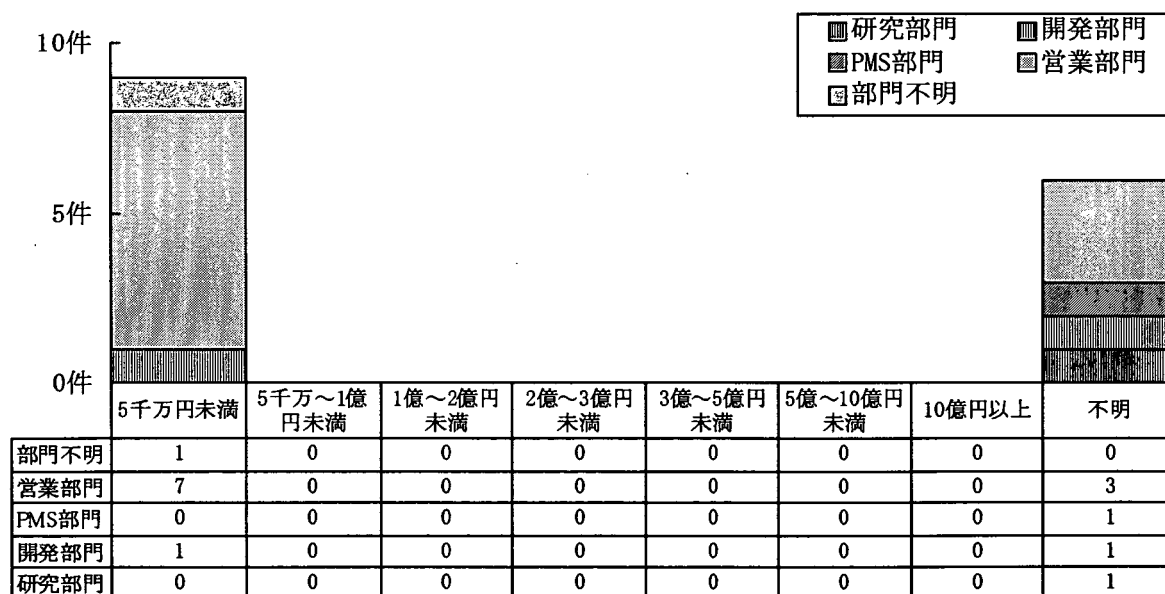 研究部門 開発部門
PMS部門 営業部門
部門不明
10件
5件
0件
5千万円未満 5千万～1億円未満 1億～2億円未満 2億～3億円未満 3億～5億円未満 5億～10億円未満 10億円以上 不明
部門不明 1 0 0 0 0 0 0 0
営業部門 7 0 0 0 0 0 0 3
PMS部門 0 0 0 0 0 0 0 1
開発部門 1 0 0 0 0 0 0 1
研究部門 0 0 0 0 0 0 0 1